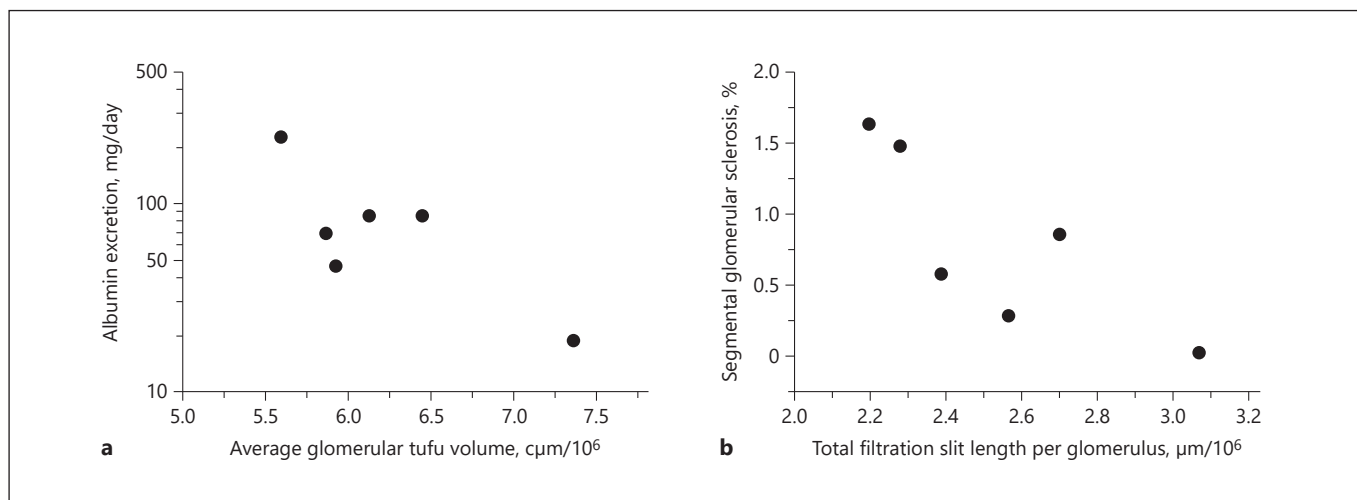 500
100
50
10
Albumin excretion, mg/day
5.0 5.5 6.0 6.5 7.0 7.5
a Average glomerular tufu volume, cµm/10⁶
2.0
1.5
1.0
0.5
0
Segmental glomerular sclerosis, %
2.0 2.2 2.4 2.6 2.8 3.0 3.2
b Total filtration slit length per glomerulus, µm/10⁶